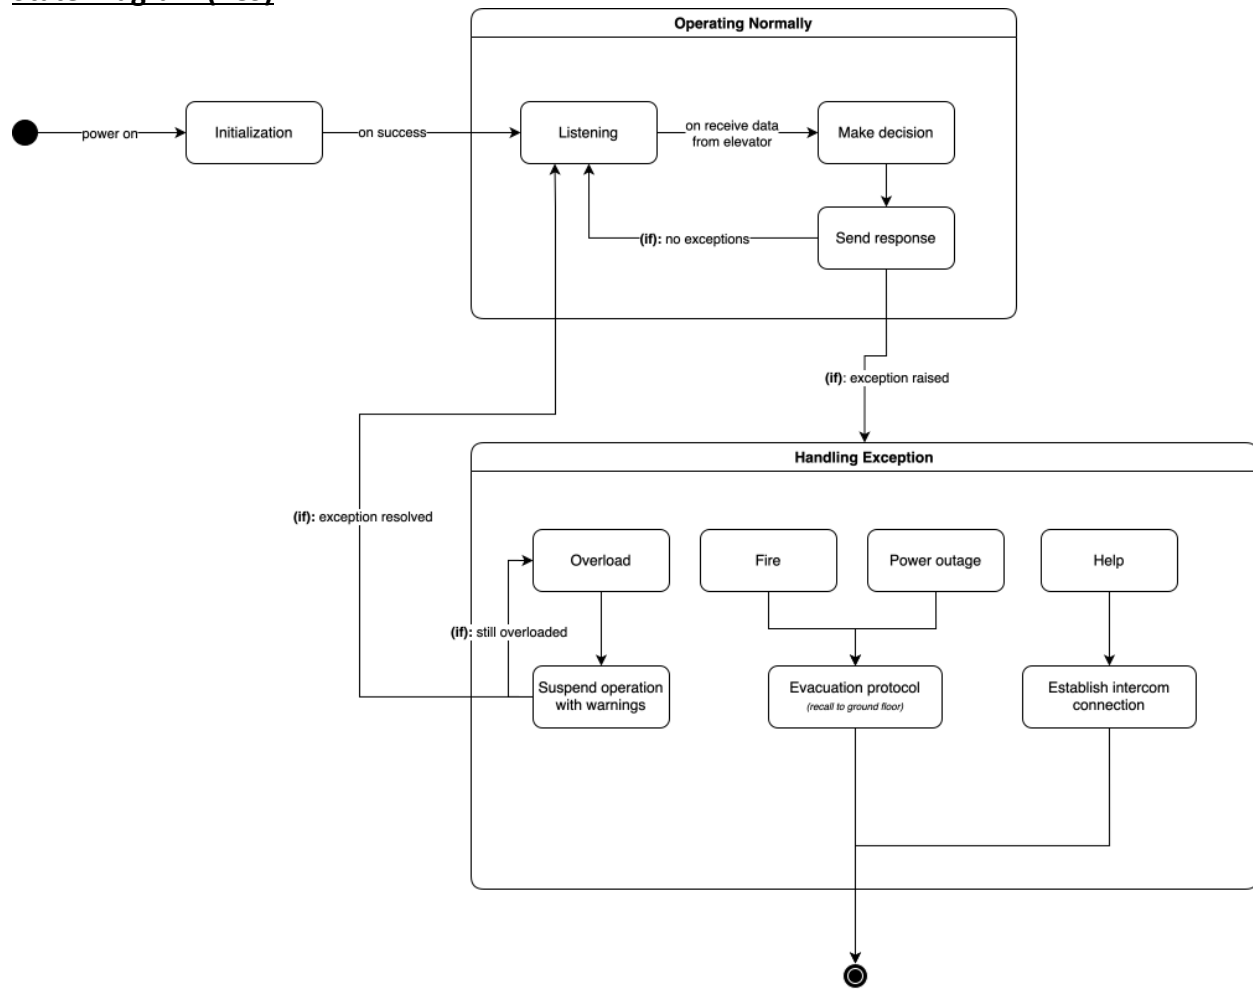 Operating Normally
power on
Initialization
on success
Listening
on receive data
from elevator
Make decision
(if): no exceptions
Send response
(if): exception raised
Handling Exception
(if): exception resolved
Overload
Fire
Power outage
Help
(if): still overloaded
Suspend operation
with warnings
Evacuation protocol
(recall to ground floor)
Establish intercom
connection